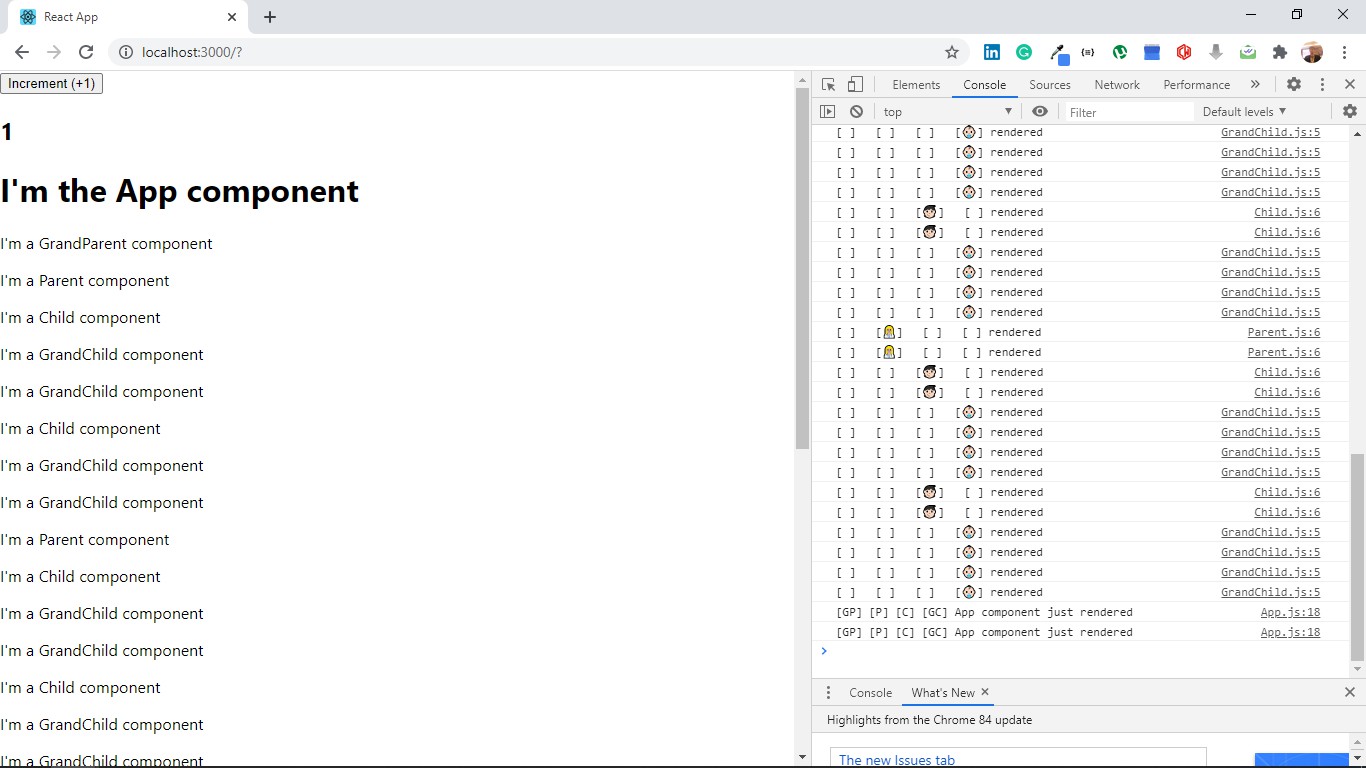 React App
localhost:3000/?
Increment (+1)
1
I'm the App component
I'm a GrandParent component
I'm a Parent component
I'm a Child component
I'm a GrandChild component
I'm a GrandChild component
I'm a Child component
I'm a GrandChild component
I'm a GrandChild component
I'm a Parent component
I'm a Child component
I'm a GrandChild component
I'm a GrandChild component
I'm a Child component
I'm a GrandChild component
I'm a GrandChild component
Elements Console Sources Network Performance »
top Filter Default levels ▼
[ ] [ ] [ ] [👶] rendered GrandChild.js:5
[ ] [ ] [ ] [👶] rendered GrandChild.js:5
[ ] [ ] [ ] [👶] rendered GrandChild.js:5
[ ] [ ] [ ] [👶] rendered GrandChild.js:5
[ ] [ ] [👦] [ ] rendered Child.js:6
[ ] [ ] [👦] [ ] rendered Child.js:6
[ ] [ ] [ ] [👶] rendered GrandChild.js:5
[ ] [ ] [ ] [👶] rendered GrandChild.js:5
[ ] [ ] [ ] [👶] rendered GrandChild.js:5
[ ] [ ] [ ] [👶] rendered GrandChild.js:5
[ ] [👩] [ ] [ ] rendered Parent.js:6
[ ] [👩] [ ] [ ] rendered Parent.js:6
[ ] [ ] [👦] [ ] rendered Child.js:6
[ ] [ ] [👦] [ ] rendered Child.js:6
[ ] [ ] [ ] [👶] rendered GrandChild.js:5
[ ] [ ] [ ] [👶] rendered GrandChild.js:5
[ ] [ ] [ ] [👶] rendered GrandChild.js:5
[ ] [ ] [ ] [👶] rendered GrandChild.js:5
[ ] [ ] [👦] [ ] rendered Child.js:6
[ ] [ ] [👦] [ ] rendered Child.js:6
[ ] [ ] [ ] [👶] rendered GrandChild.js:5
[ ] [ ] [ ] [👶] rendered GrandChild.js:5
[ ] [ ] [ ] [👶] rendered GrandChild.js:5
[ ] [ ] [ ] [👶] rendered GrandChild.js:5
[GP] [P] [C] [GC] App component just rendered App.js:18
[GP] [P] [C] [GC] App component just rendered App.js:18
Console What's New
Highlights from the Chrome 84 update
The new Issues tab